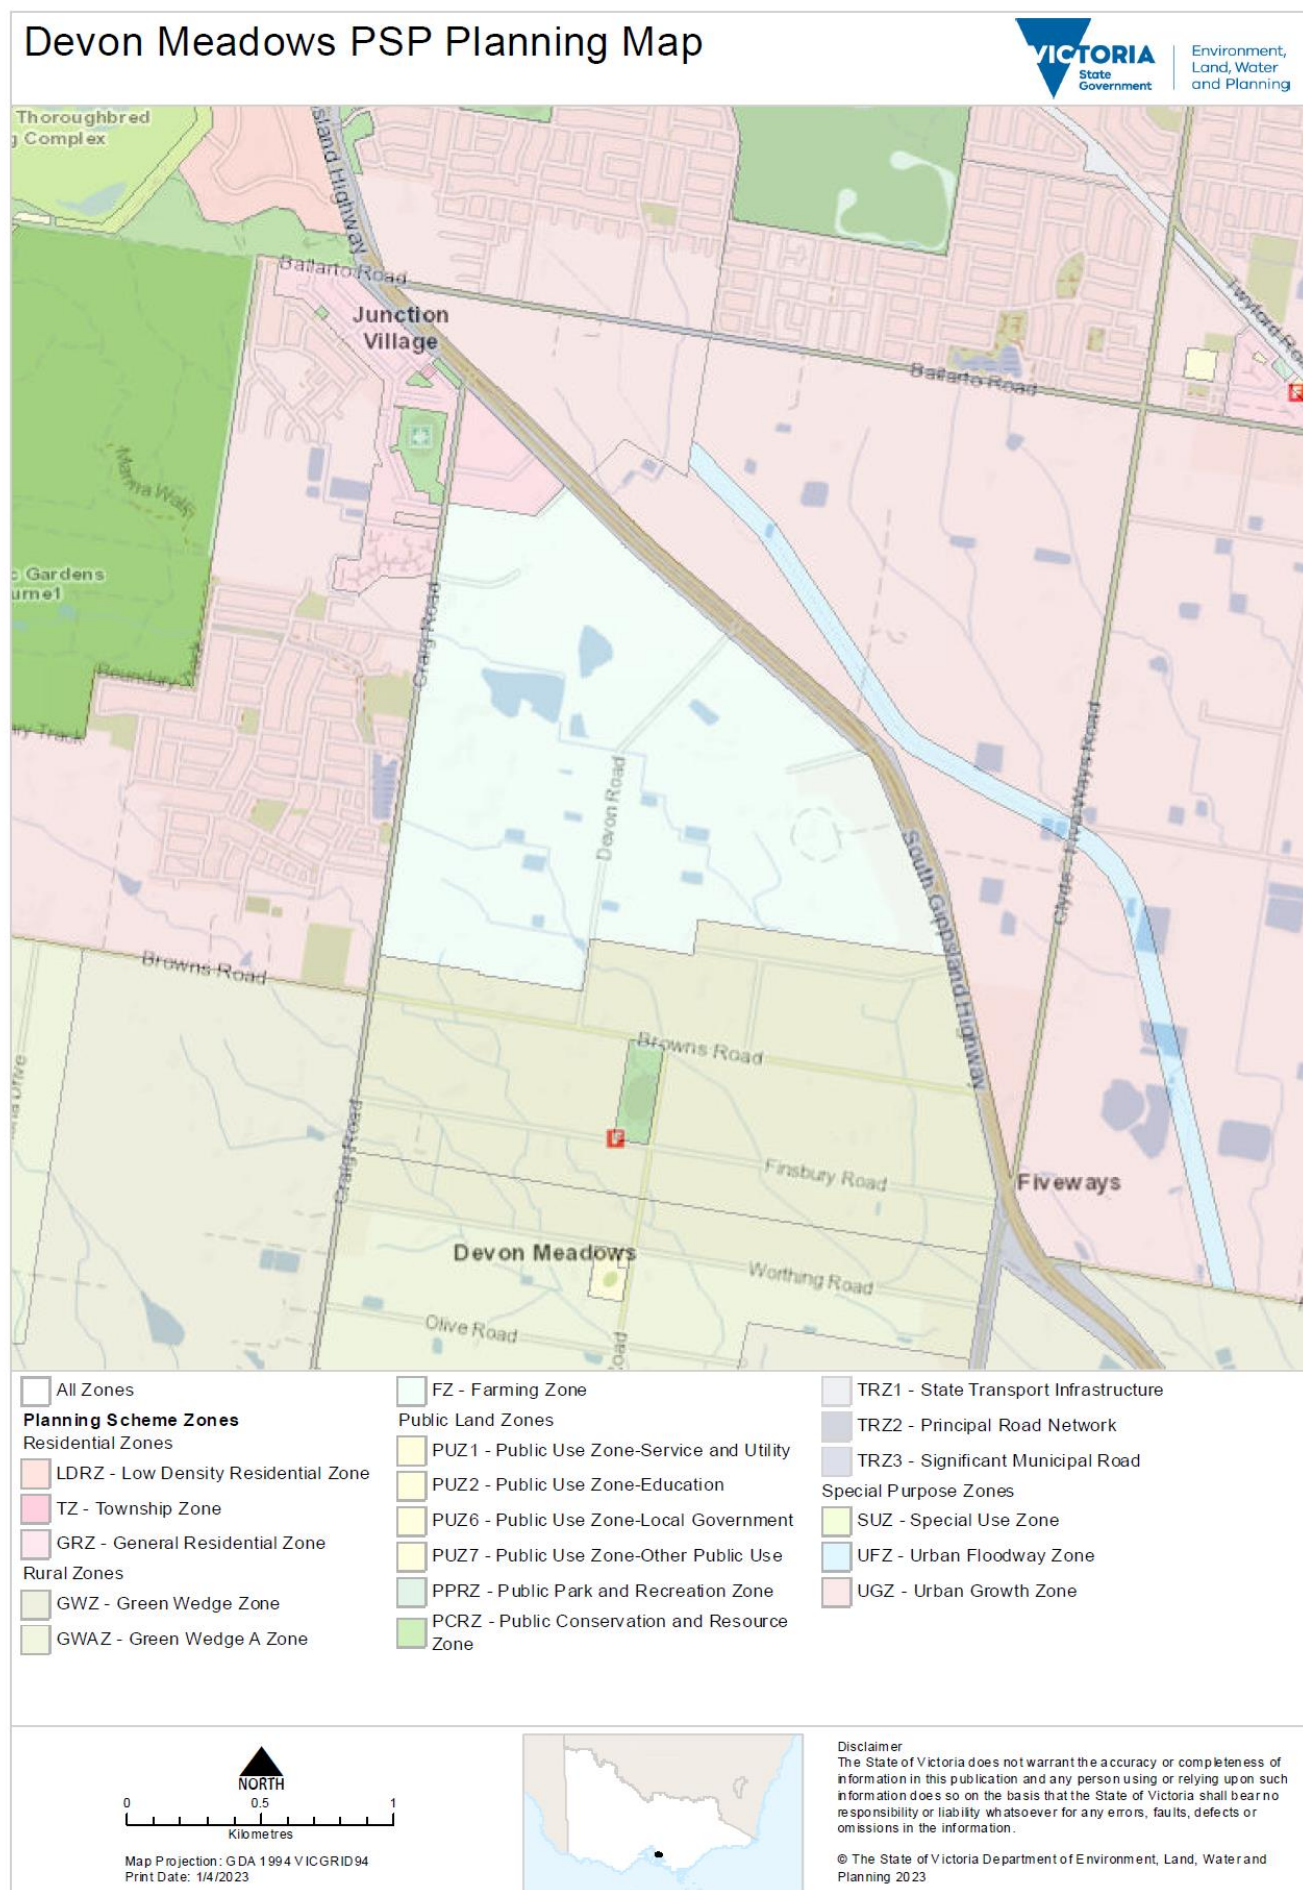 Devon Meadows PSP Planning Map
VICTORIA
State
Government
Environment,
Land, Water
and Planning
Thoroughbred
g Complex
sland Highway
Ballarto Road
Junction
Village
Ballarto Road
Twyford Ro
Manna Walk
c Gardens
urne1
Craig Road
Boundary Track
ary Track
Devon Road
Clyde-Five Ways Road
South Gippsland Highway
Browns Road
Browns Road
Drive
Craig Road
Finsbury Road
Fiveways
Devon Meadows
Worthing Road
Olive Road
oad
All Zones
Planning Scheme Zones
Residential Zones
LDRZ - Low Density Residential Zone
TZ - Township Zone
GRZ - General Residential Zone
Rural Zones
GWZ - Green Wedge Zone
GWAZ - Green Wedge A Zone
FZ - Farming Zone
Public Land Zones
PUZ1 - Public Use Zone-Service and Utility
PUZ2 - Public Use Zone-Education
PUZ6 - Public Use Zone-Local Government
PUZ7 - Public Use Zone-Other Public Use
PPRZ - Public Park and Recreation Zone
PCRZ - Public Conservation and Resource
Zone
TRZ1 - State Transport Infrastructure
TRZ2 - Principal Road Network
TRZ3 - Significant Municipal Road
Special Purpose Zones
SUZ - Special Use Zone
UFZ - Urban Floodway Zone
UGZ - Urban Growth Zone
NORTH
0 0.5 1
Kilometres
Map Projection: GDA 1994 VICGRID94
Print Date: 1/4/2023
Disclaimer
The State of Victoria does not warrant the accuracy or completeness of
information in this publication and any person using or relying upon such
information does so on the basis that the State of Victoria shall bear no
responsibility or liability whatsoever for any errors, faults, defects or
omissions in the information.
© The State of Victoria Department of Environment, Land, Water and
Planning 2023